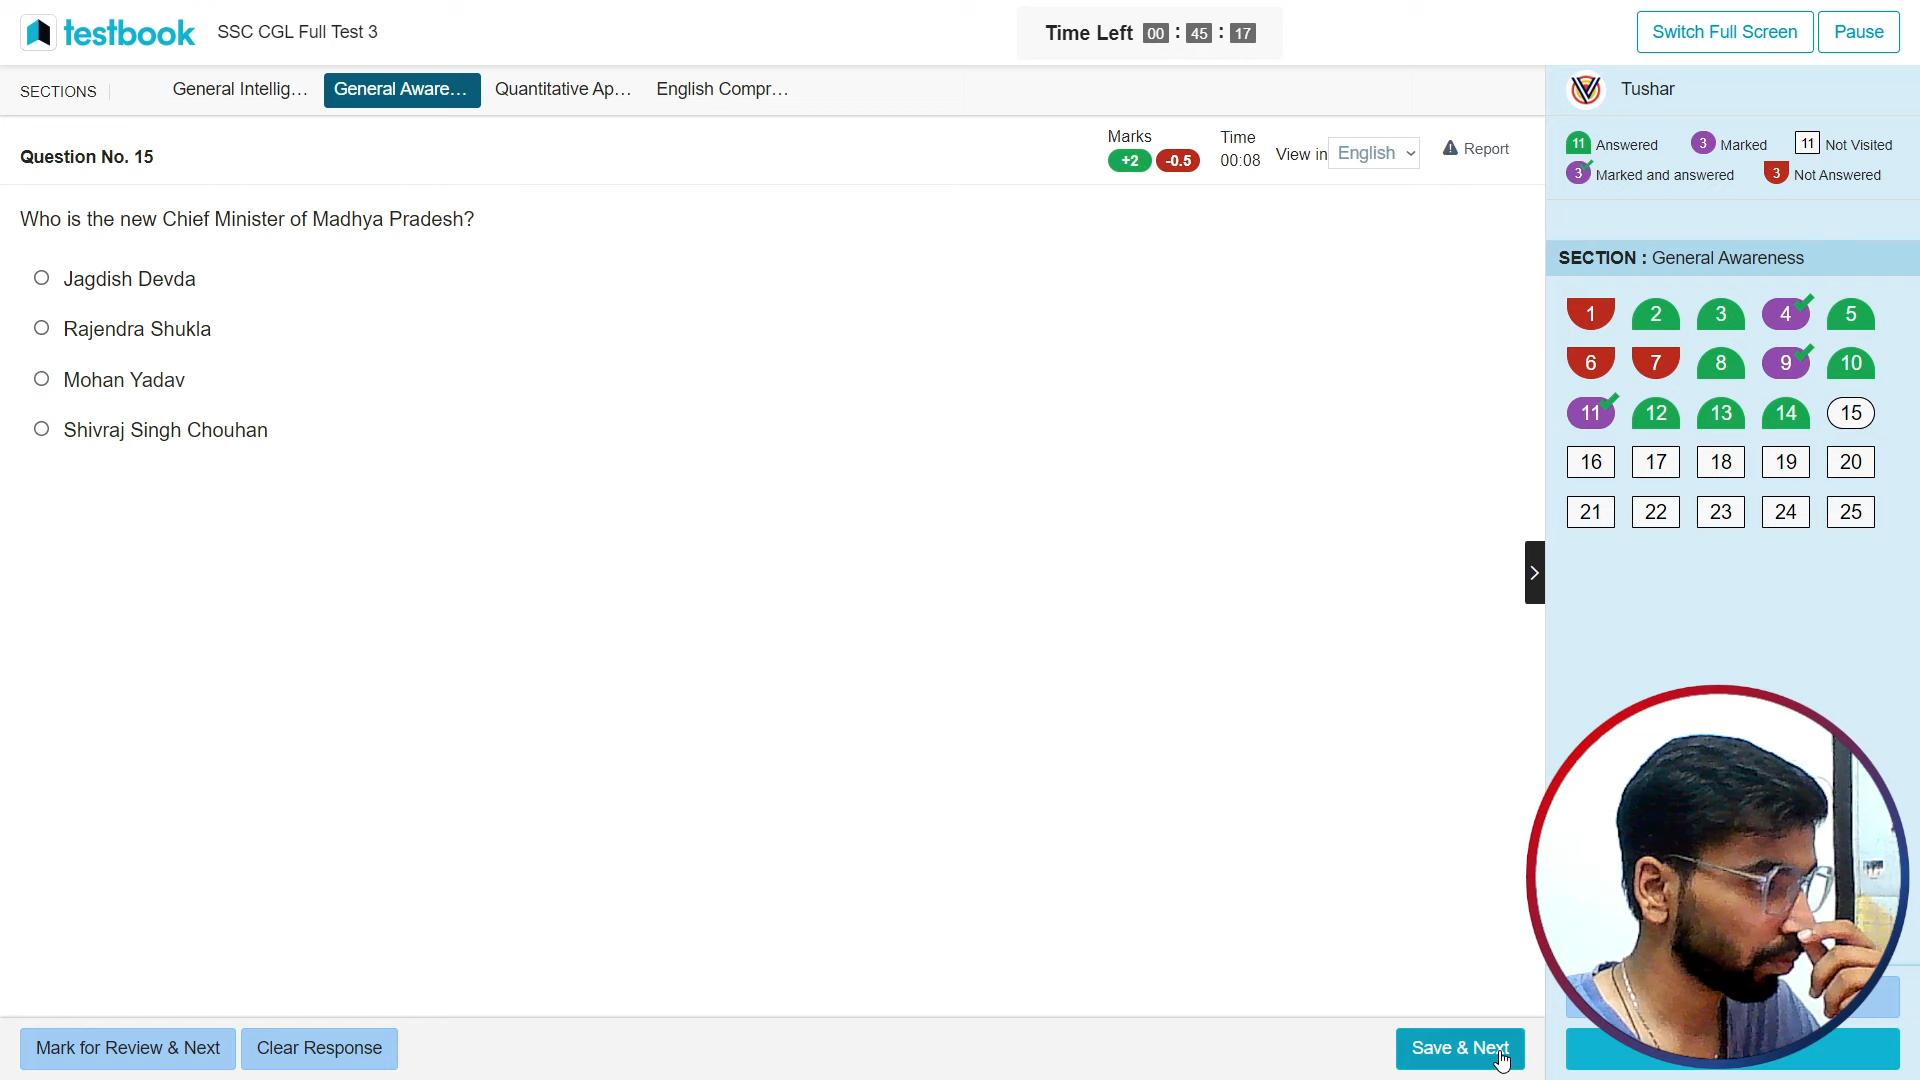 testbook SSC CGL Full Test 3
Time Left 00 : 45 : 17
Switch Full Screen
Pause
SECTIONS
General Intellig...
General Aware...
Quantitative Ap...
English Compr...
Tushar
Question No. 15
Marks
+2 -0.5
Time
00:08
View in English
Report
11 Answered
3 Marked
11 Not Visited
3 Marked and answered
3 Not Answered
Who is the new Chief Minister of Madhya Pradesh?
Jagdish Devda
Rajendra Shukla
Mohan Yadav
Shivraj Singh Chouhan
SECTION : General Awareness
1 2 3 4 5
6 7 8 9 10
11 12 13 14 15
16 17 18 19 20
21 22 23 24 25
Mark for Review & Next
Clear Response
Save & Next